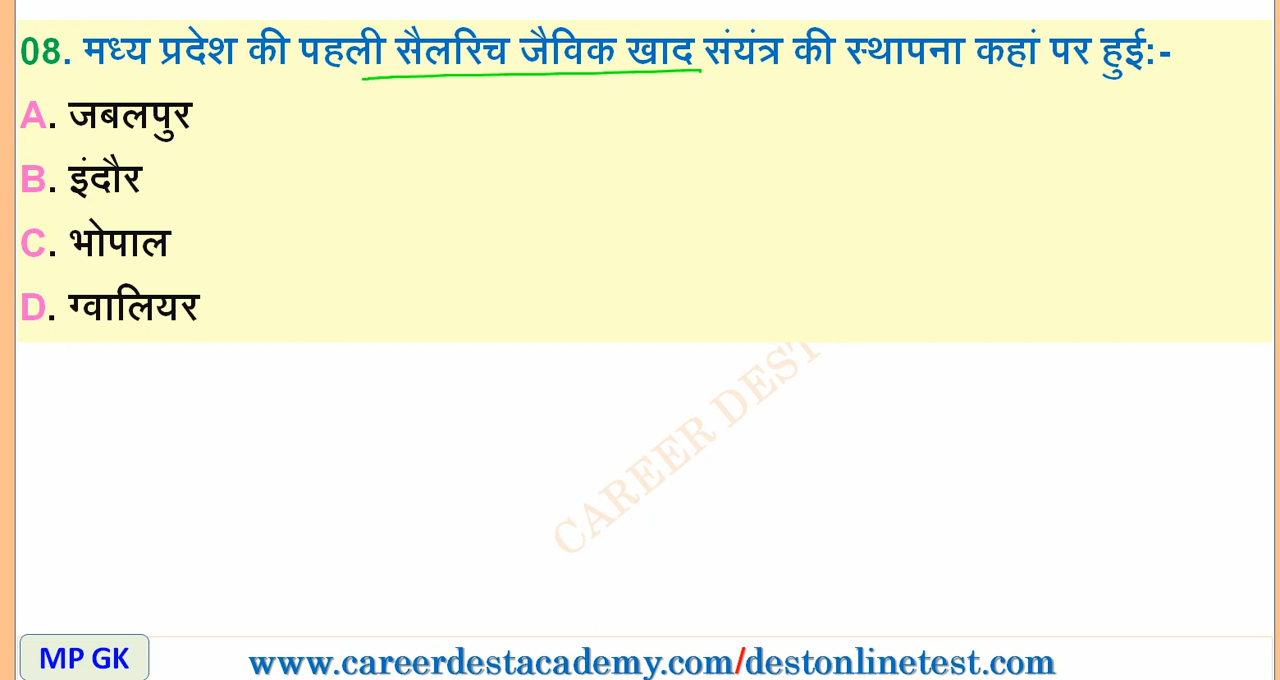 08. मध्य प्रदेश की पहली सैलरिच जैविक खाद संयंत्र की स्थापना कहां पर हुई:-
A. जबलपुर
B. इंदौर
C. भोपाल
D. ग्वालियर
CAREER DEST
MP GK
www.careerdestacademy.com/destonlinetest.com